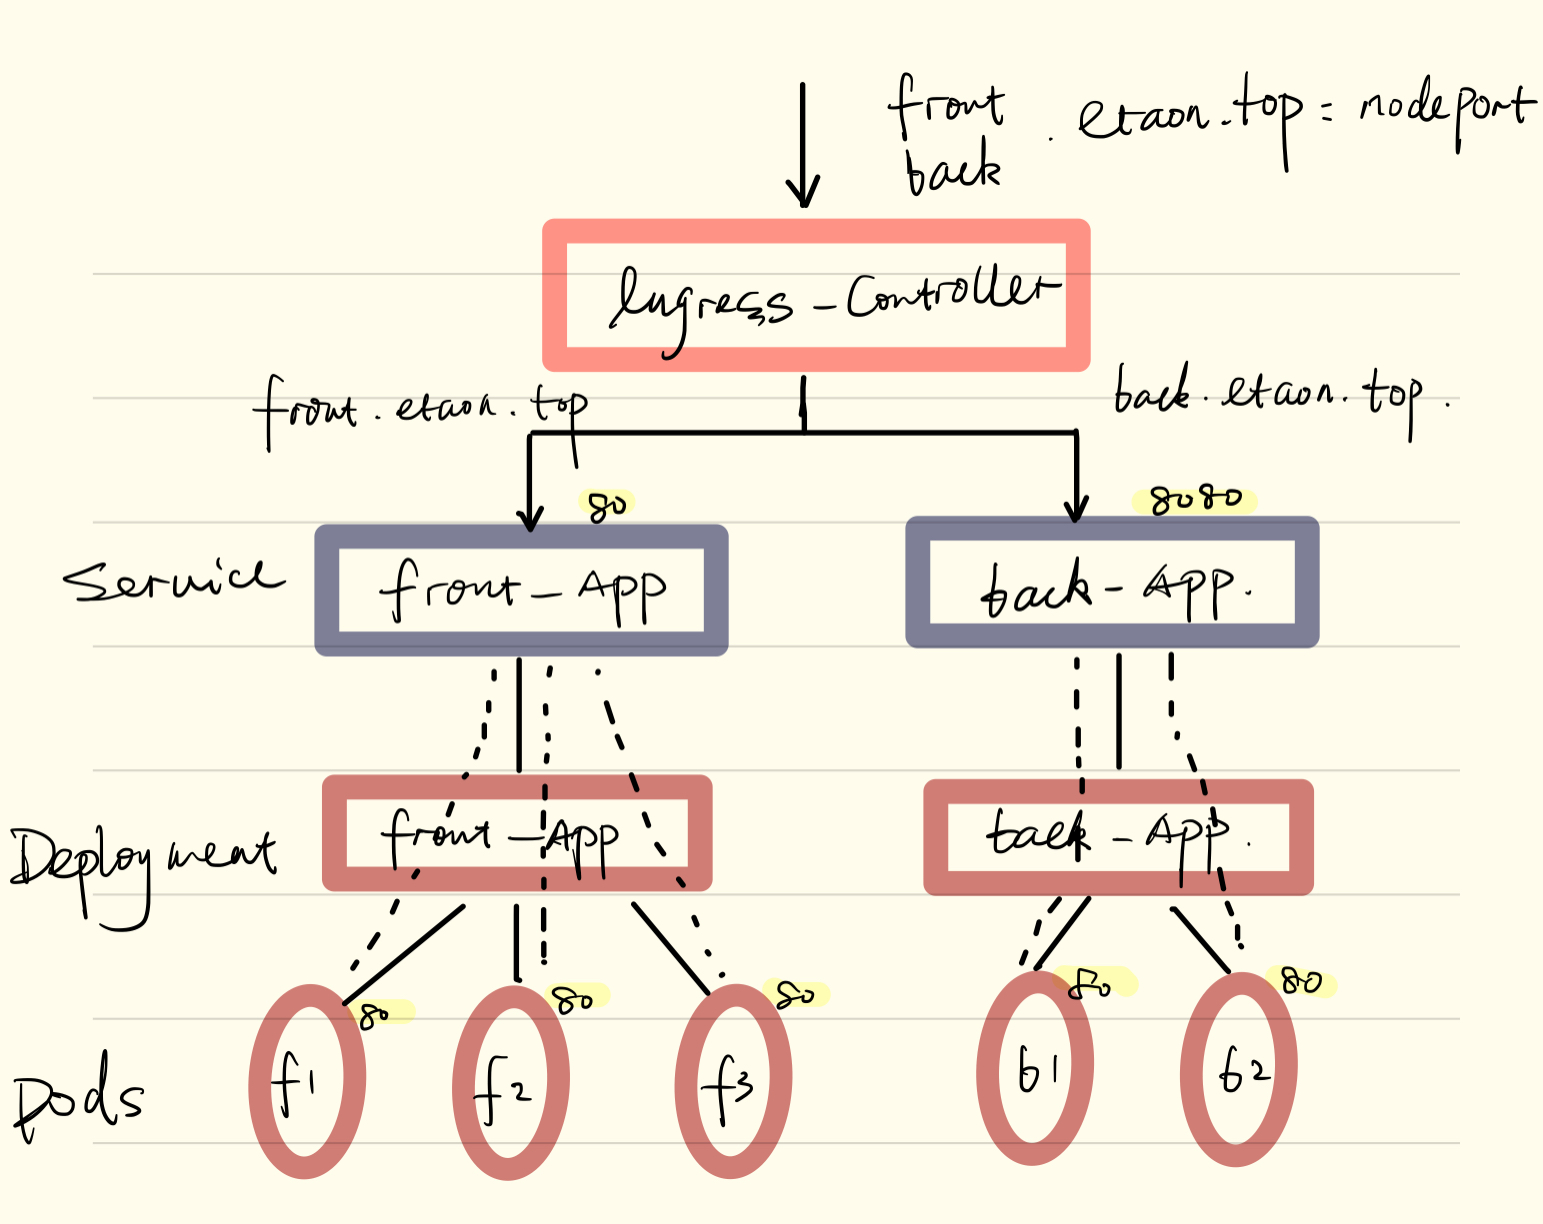 front
back
. etaon.top : nodeport
Ingress-Controller
front.etaon.top
back.etaon.top.
80
8080
Service
front-App
back-App.
Deployment
front-App
back-App.
80
80
80
80
80
Pods
f1
f2
f3
b1
b2